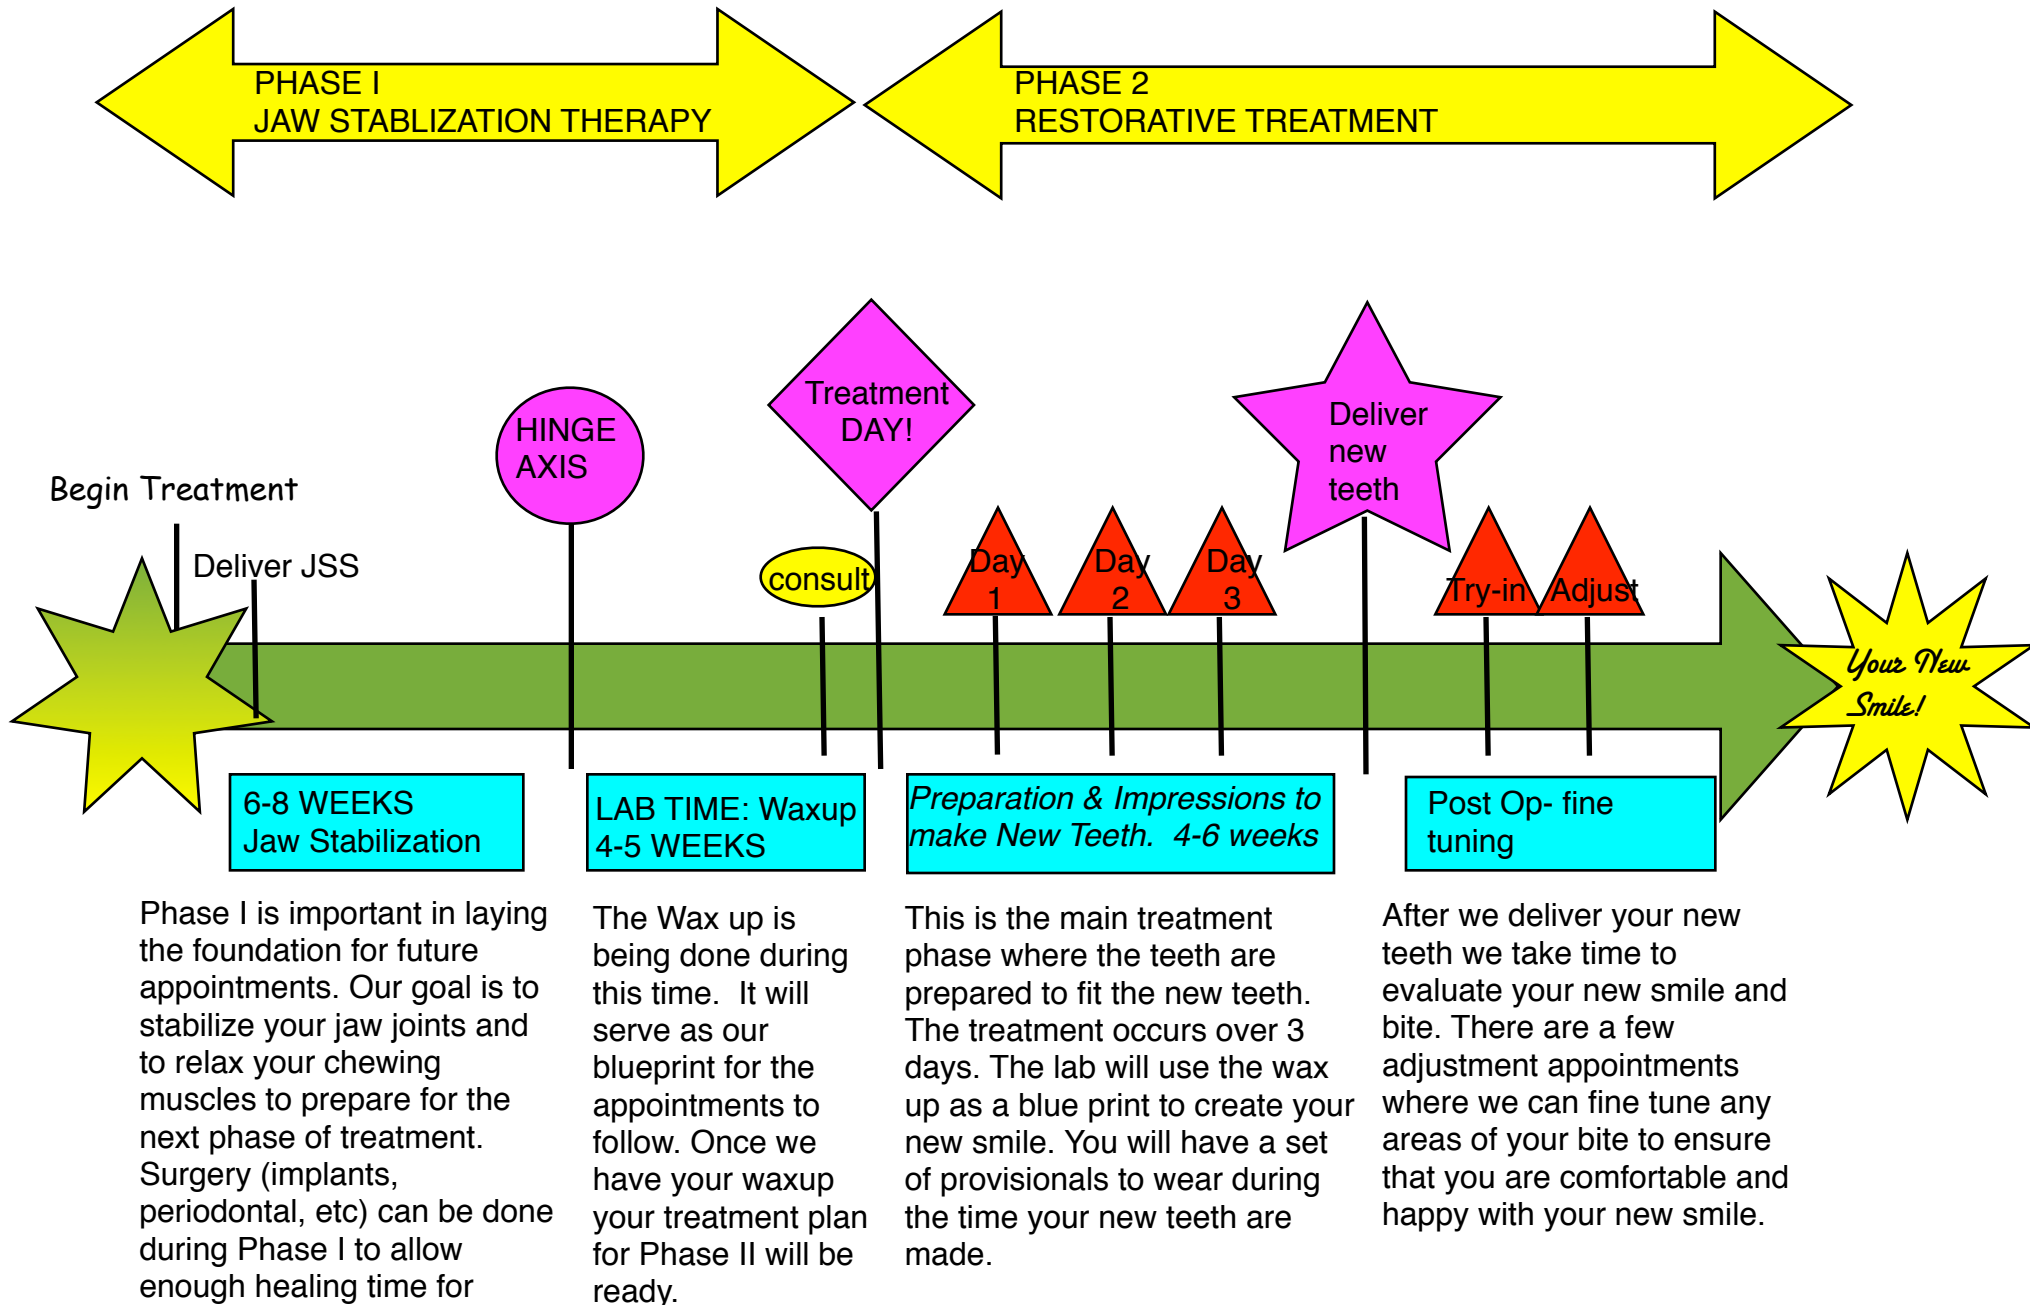 PHASE I
JAW STABLIZATION THERAPY
PHASE 2
RESTORATIVE TREATMENT
Begin Treatment
Deliver JSS
HINGE
AXIS
consult
Treatment
DAY!
Day
1
Day
2
Day
3
Deliver
new
teeth
Try-in
Adjust
Your New
Smile!
6-8 WEEKS
Jaw Stabilization
LAB TIME: Waxup
4-5 WEEKS
Preparation & Impressions to
make New Teeth.  4-6 weeks
Post Op- fine
tuning
Phase I is important in laying
the foundation for future
appointments. Our goal is to
stabilize your jaw joints and
to relax your chewing
muscles to prepare for the
next phase of treatment.
Surgery (implants,
periodontal, etc) can be done
during Phase I to allow
enough healing time for
The Wax up is
being done during
this time.  It will
serve as our
blueprint for the
appointments to
follow. Once we
have your waxup
your treatment plan
for Phase II will be
ready.
This is the main treatment
phase where the teeth are
prepared to fit the new teeth.
The treatment occurs over 3
days. The lab will use the wax
up as a blue print to create your
new smile. You will have a set
of provisionals to wear during
the time your new teeth are
made.
After we deliver your new
teeth we take time to
evaluate your new smile and
bite. There are a few
adjustment appointments
where we can fine tune any
areas of your bite to ensure
that you are comfortable and
happy with your new smile.